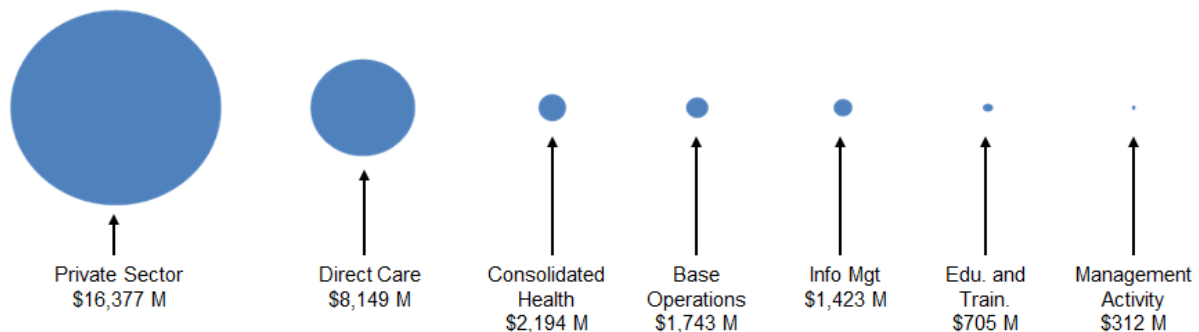 Private Sector
$16,377 M
Direct Care
$8,149 M
Consolidated
Health
$2,194 M
Base
Operations
$1,743 M
Info Mgt
$1,423 M
Edu. and
Train.
$705 M
Management
Activity
$312 M